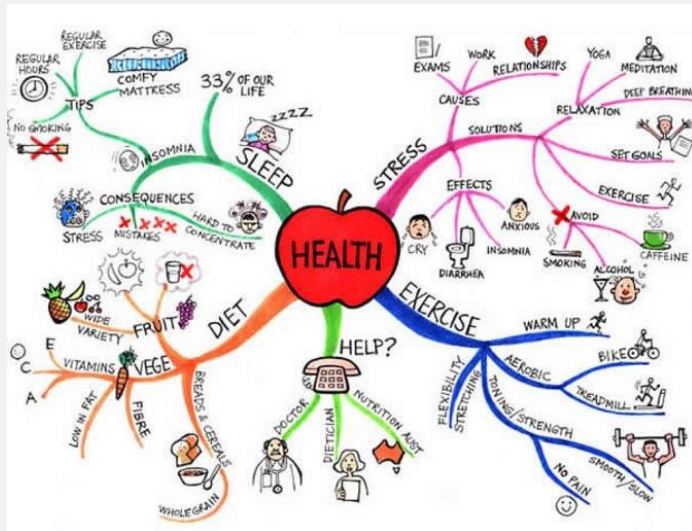 HEALTH
SLEEP
33% OF OUR
LIFE
ZZZZ
INSOMNIA
TIPS
REGULAR
EXERCISE
REGULAR
HOURS
COMFY
MATTRESS
NO SMOKING
CONSEQUENCES
STRESS
MISTAKES
HARD TO
CONCENTRATE
STRESS
CAUSES
EXAMS
WORK
RELATIONSHIPS
SOLUTIONS
RELAXATION
YOGA
MEDITATION
DEEP BREATHING
SET GOALS
EXERCISE
AVOID
SMOKING
ALCOHOL
CAFFEINE
EFFECTS
CRY
DIARRHEA
INSOMNIA
ANXIOUS
DIET
FRUIT
WIDE
VARIETY
VEGE
VITAMINS
E
C
A
LOW IN FAT
FIBRE
BREADS & CEREALS
WHOLEGRAIN
HELP?
DOCTOR
DIETICIAN
NUTRITION AUST
EXERCISE
WARM UP
AEROBIC
BIKE
TREADMILL
TONING/STRENGTH
SMOOTH/SLOW
NO PAIN
FLEXIBILITY
STRETCHING